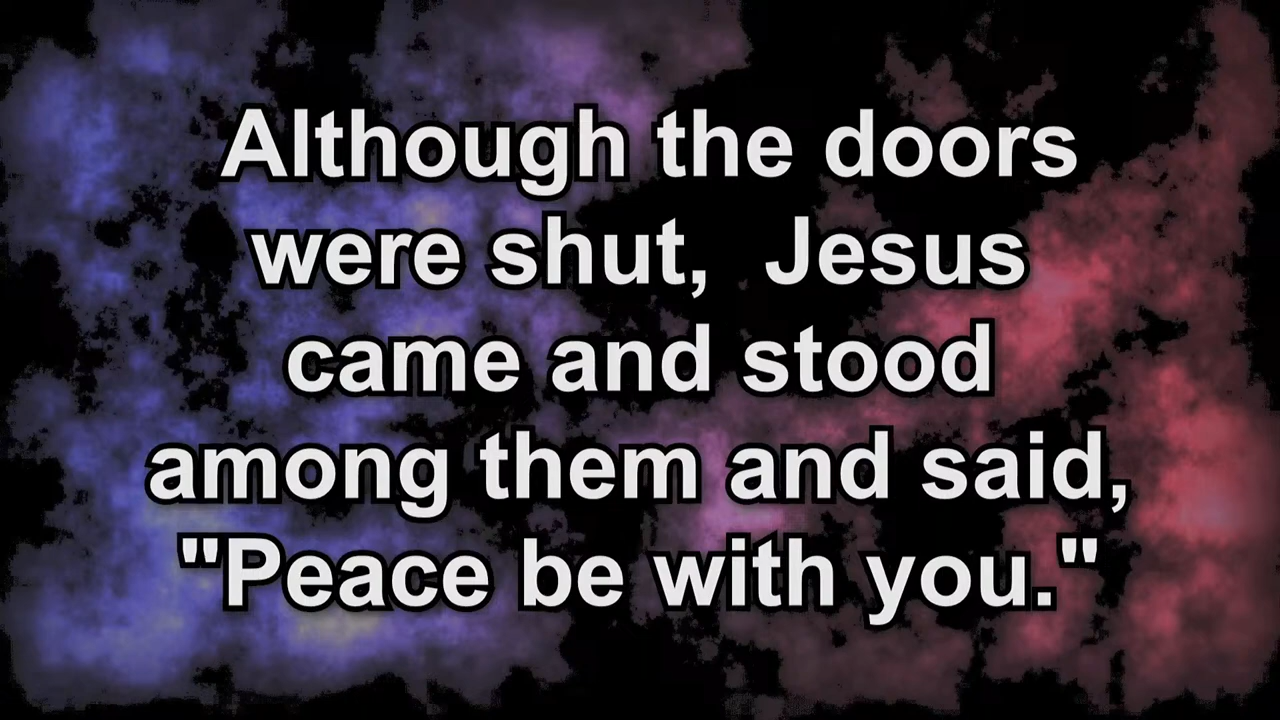 Although the doors
were shut,  Jesus
came and stood
among them and said,
"Peace be with you."